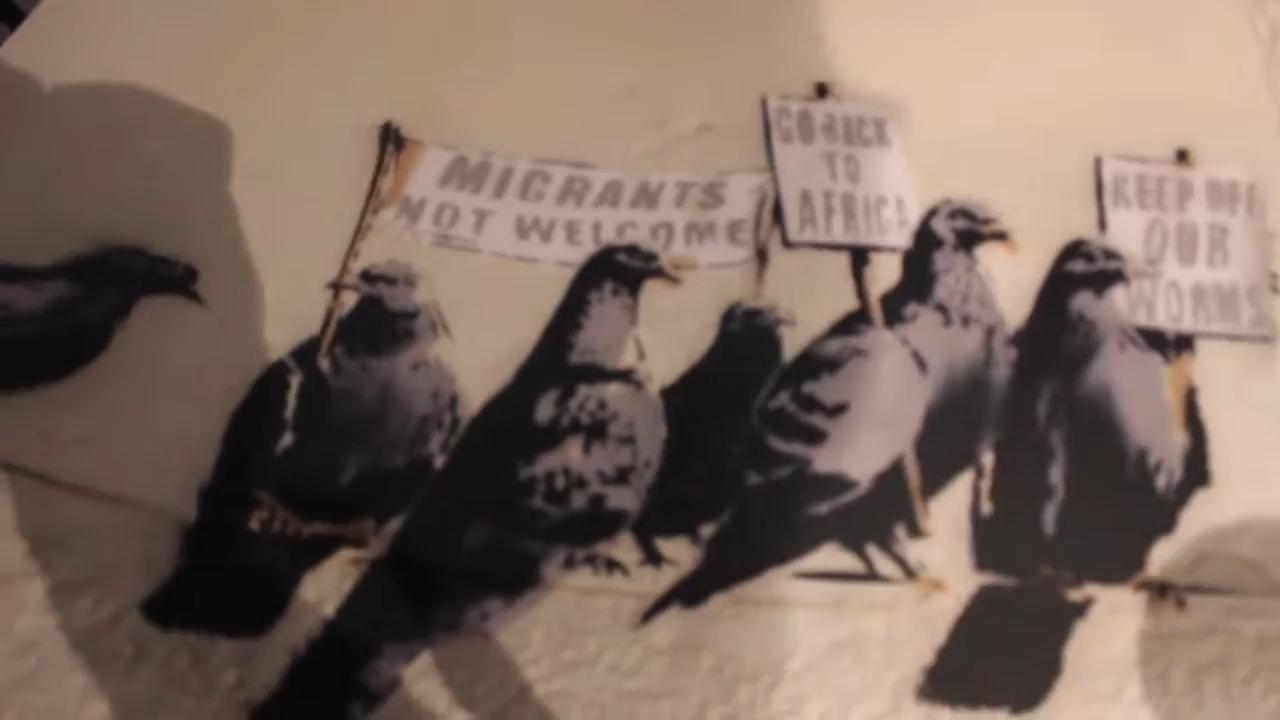 MIGRANTS
NOT WELCOME
GO BACK
TO
AFRICA
KEEP OFF
OUR
WORMS